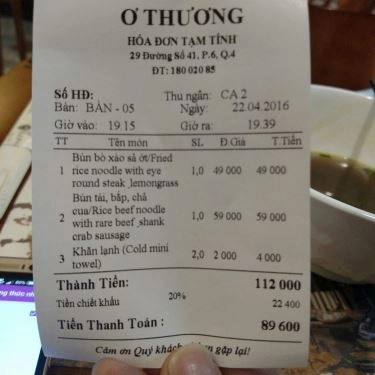 Ơ THƯƠNG
HÓA ĐƠN TẠM TÍNH
29 Đường Số 41, P.6, Q.4
ĐT: 180 020 85
Số HĐ: Thu ngân: CA 2
Bàn: BÀN - 05 Ngày: 22.04.2016
Giờ vào: 19.15 Giờ ra: 19.39
TT Tên món SL Đ.Giá T.Tiền
Bún bò xào sả ớt/Fried
1 rice noodle with eye 1,0 49 000 49 000
round steak ,lemongrass
Bún tái, bắp, chả
2 cua/Rice beef noodle 1,0 59 000 59 000
with rare beef ,shank
crab sausage
3 Khăn lạnh (Cold mini 2,0 2 000 4 000
towel)
Thành Tiền: 112 000
Tiền chiết khấu 20% 22 400
Tiền Thanh Toán : 89 600
Cảm ơn Quý khách gặp lại!